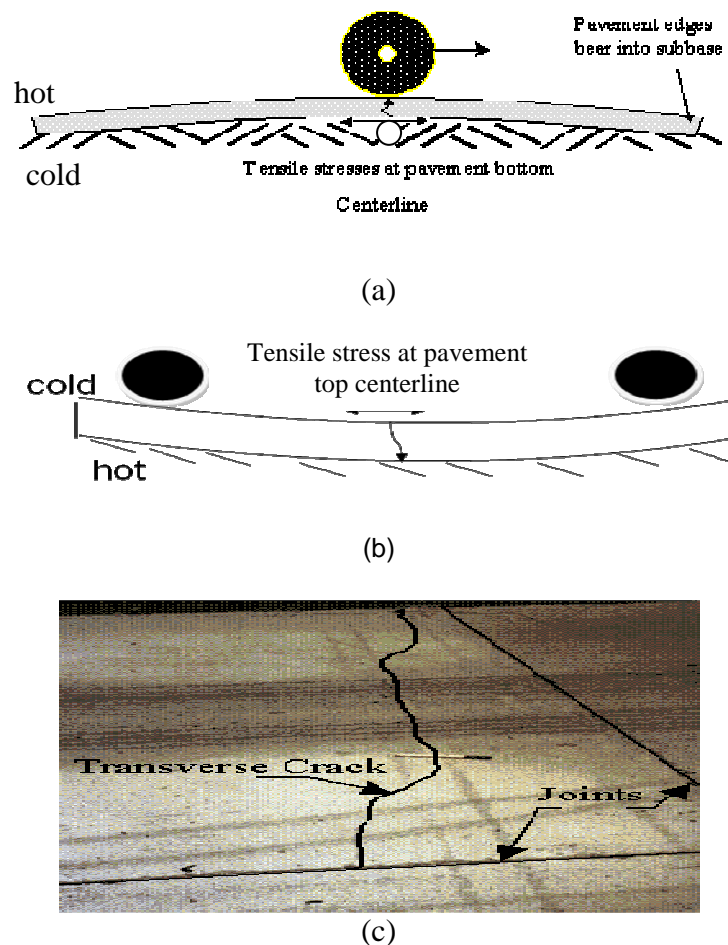 Pavement edges
bear into subbase
hot
cold
Tensile stresses at pavement bottom
Centerline
(a)
Tensile stress at pavement
top centerline
cold
hot
(b)
Transverse Crack
Joints
(c)